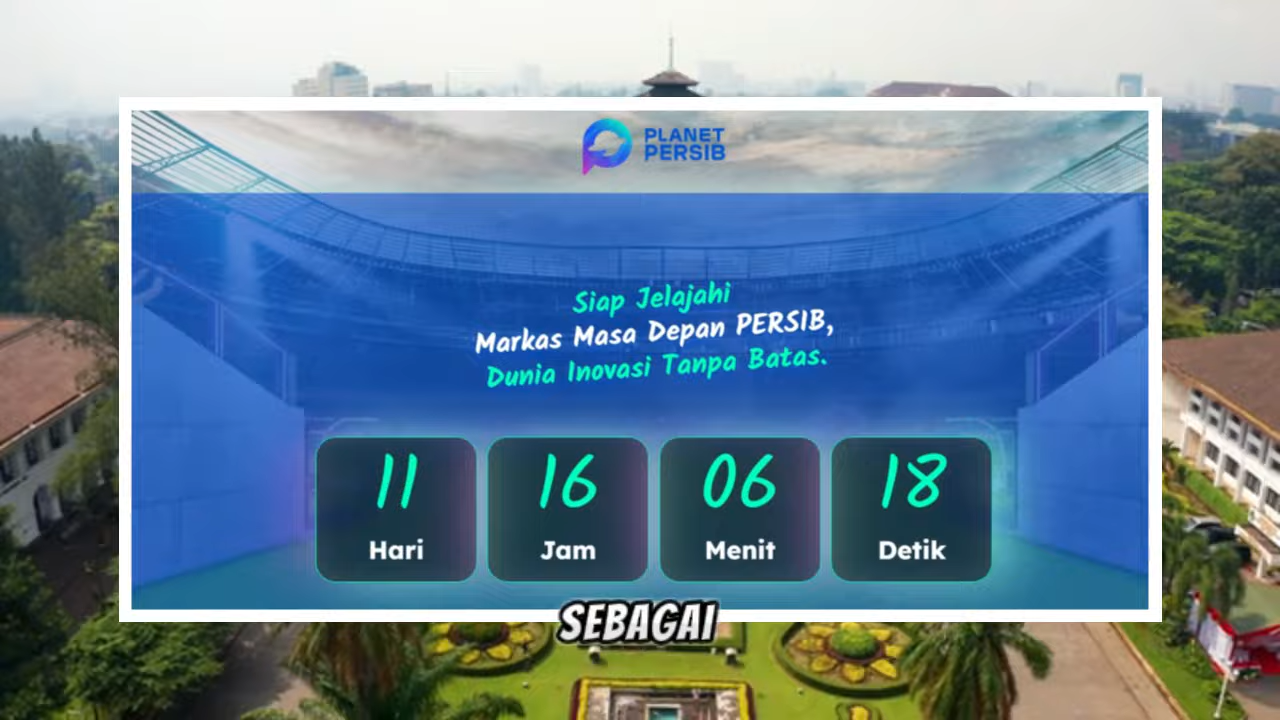 PLANET
PERSIB
Siap Jelajahi
Markas Masa Depan PERSIB,
Dunia Inovasi Tanpa Batas.
11
16
06
18
Hari
Jam
Menit
Detik
SEBAGAI